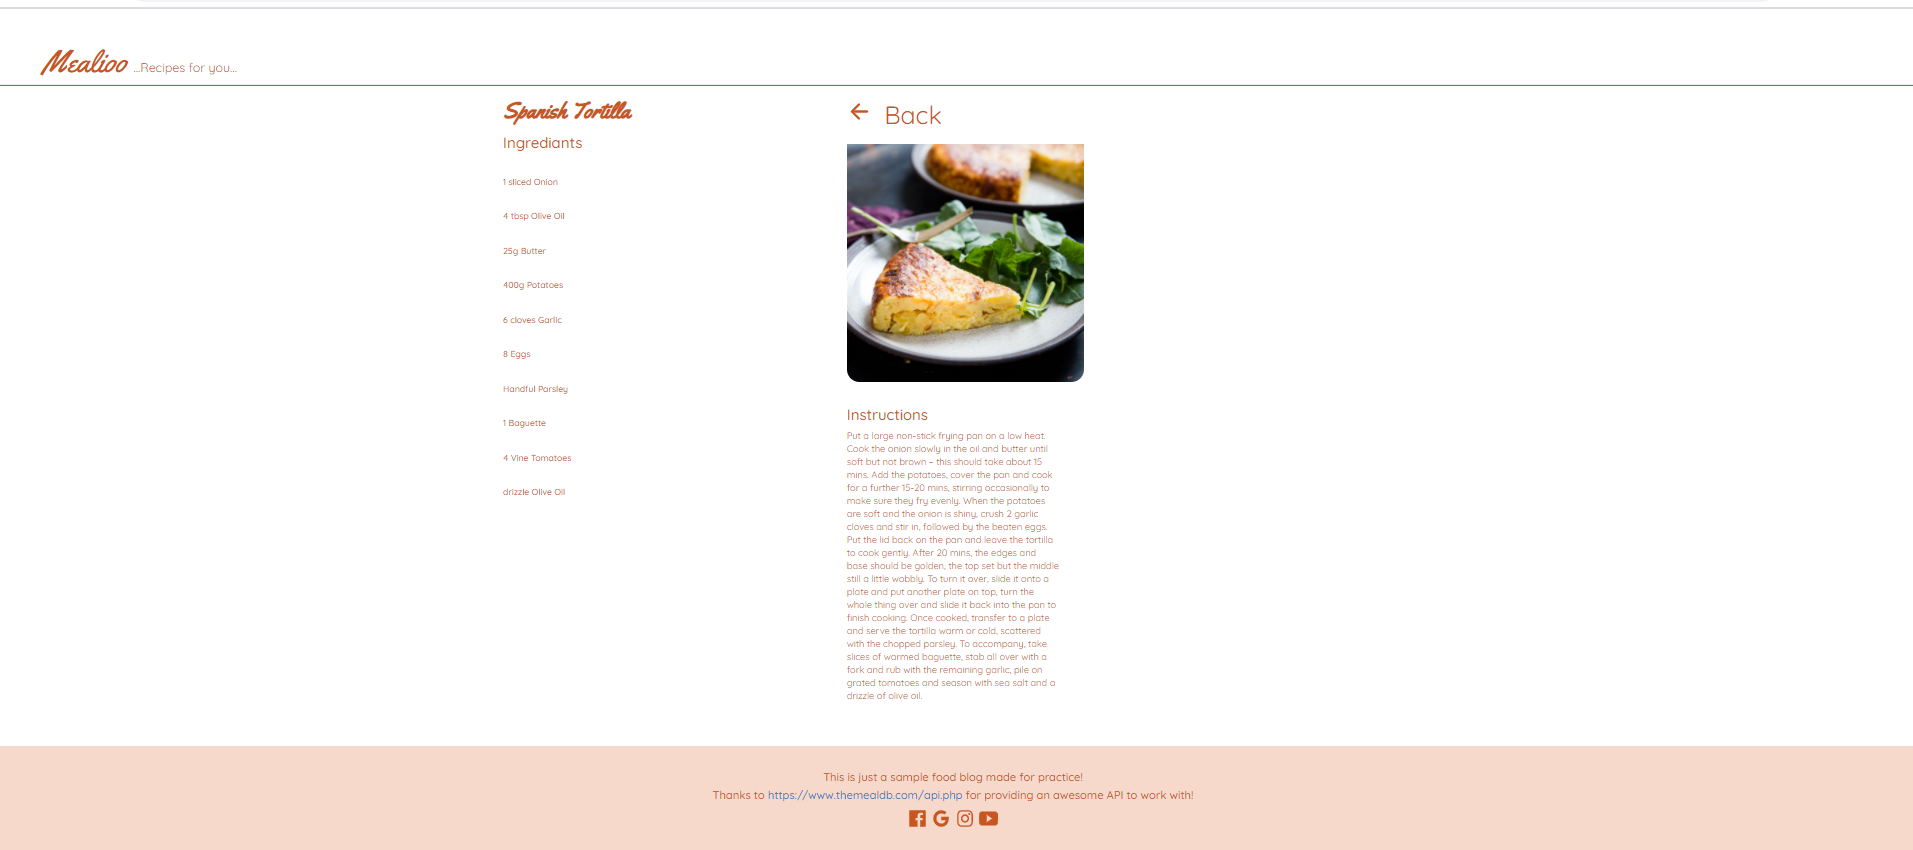 Mealioo ...Recipes for you...
Spanish Tortilla
Ingrediants
1 sliced Onion
4 tbsp Olive Oil
25g Butter
400g Potatoes
6 cloves Garlic
8 Eggs
Handful Parsley
1 Baguette
4 Vine Tomatoes
drizzle Olive Oil
Back
Instructions
Put a large non-stick frying pan on a low heat.
Cook the onion slowly in the oil and butter until
soft but not brown – this should take about 15
mins. Add the potatoes, cover the pan and cook
for a further 15-20 mins, stirring occasionally to
make sure they fry evenly. When the potatoes
are soft and the onion is shiny, crush 2 garlic
cloves and stir in, followed by the beaten eggs.
Put the lid back on the pan and leave the tortilla
to cook gently. After 20 mins, the edges and
base should be golden, the top set but the middle
still a little wobbly. To turn it over, slide it onto a
plate and put another plate on top, turn the
whole thing over and slide it back into the pan to
finish cooking. Once cooked, transfer to a plate
and serve the tortilla warm or cold, scattered
with the chopped parsley. To accompany, take
slices of warmed baguette, stab all over with a
fork and rub with the remaining garlic, pile on
grated tomatoes and season with sea salt and a
drizzle of olive oil.
This is just a sample food blog made for practice!
Thanks to https://www.themealdb.com/api.php for providing an awesome API to work with!